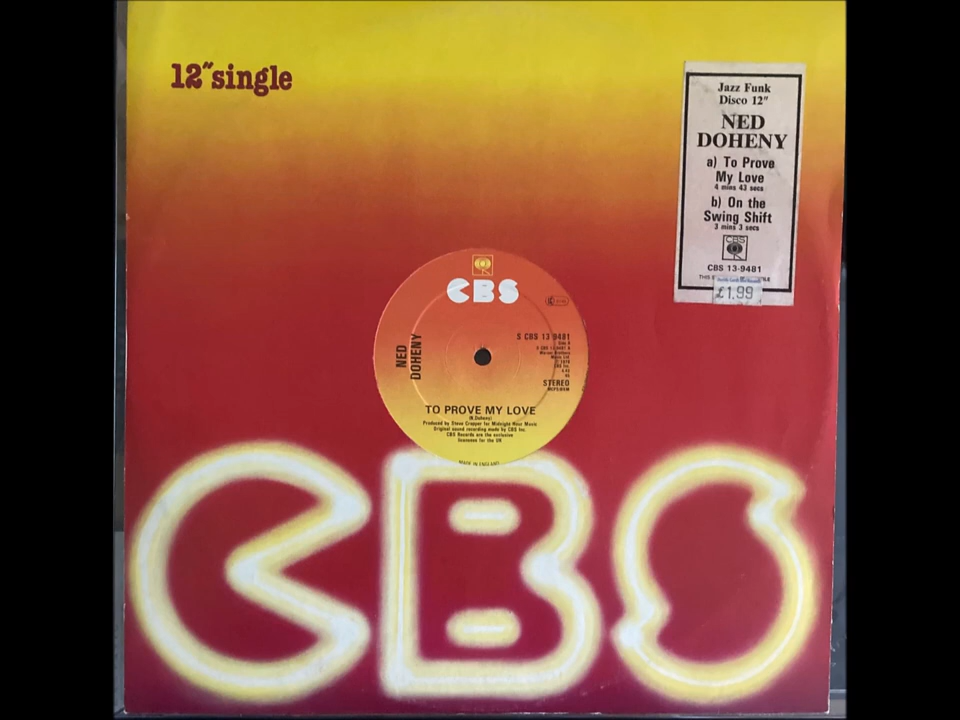 12"single
Jazz Funk
Disco 12"
NED
DOHENY
a) To Prove
My Love
4 mins 43 secs
b) On the
Swing Shift
3 mins 3 secs
CBS
CBS 13-9481
£1.99
CBS
S CBS 13 9481
NED
DOHENY
STEREO
TO PROVE MY LOVE
(N.Doheny)
Produced by Steve Cropper for Midnight Hour Music
Original sound recording made by CBS Inc.
CBS Records are the exclusive
licensees for the UK
MADE IN ENGLAND
CBS